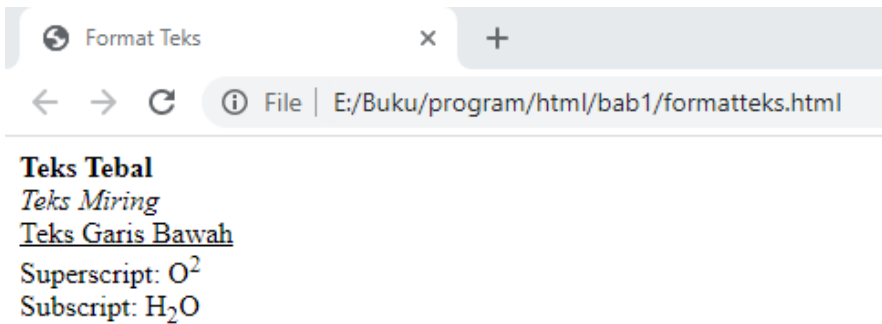 Format Teks
File E:/Buku/program/html/bab1/formatteks.html
Teks Tebal
Teks Miring
Teks Garis Bawah
Superscript: O²
Subscript: H₂O